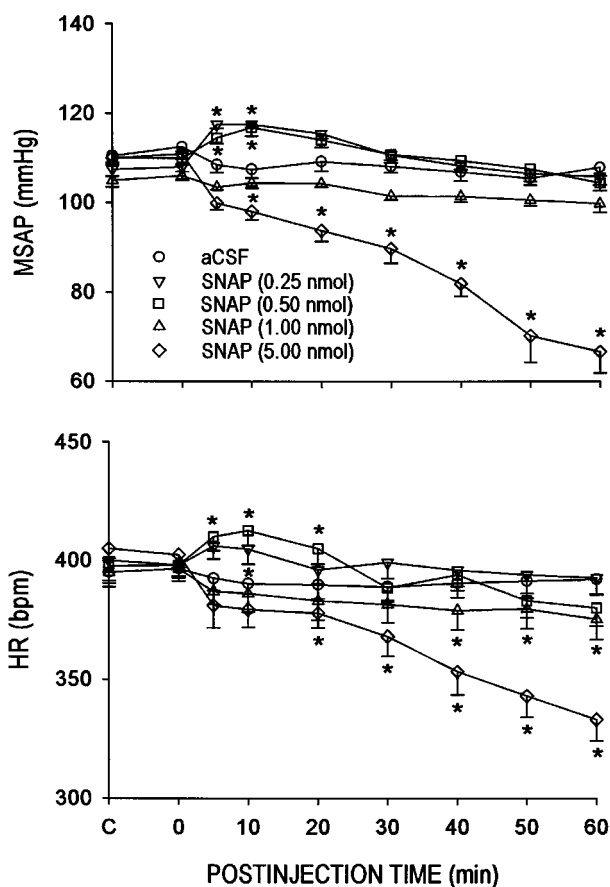 140
120
100
80
60
MSAP (mmHg)
* *
* *
*
*
*
*
*
*
aCSF
SNAP (0.25 nmol)
SNAP (0.50 nmol)
SNAP (1.00 nmol)
SNAP (5.00 nmol)
450
400
350
300
HR (bpm)
* * *
*
*
*
*
*
*
*
*
C 0 10 20 30 40 50 60
POSTINJECTION TIME (min)